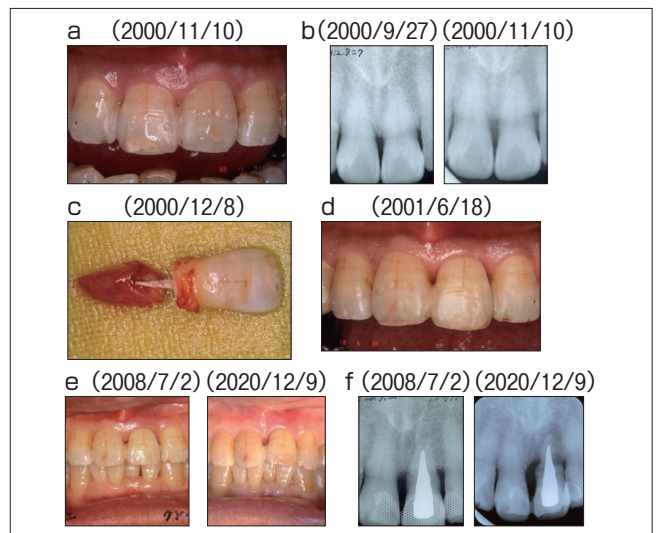 a (2000/11/10) b (2000/9/27) (2000/11/10)
c (2000/12/8) d (2001/6/18)
e (2008/7/2) (2020/12/9) f (2008/7/2) (2020/12/9)